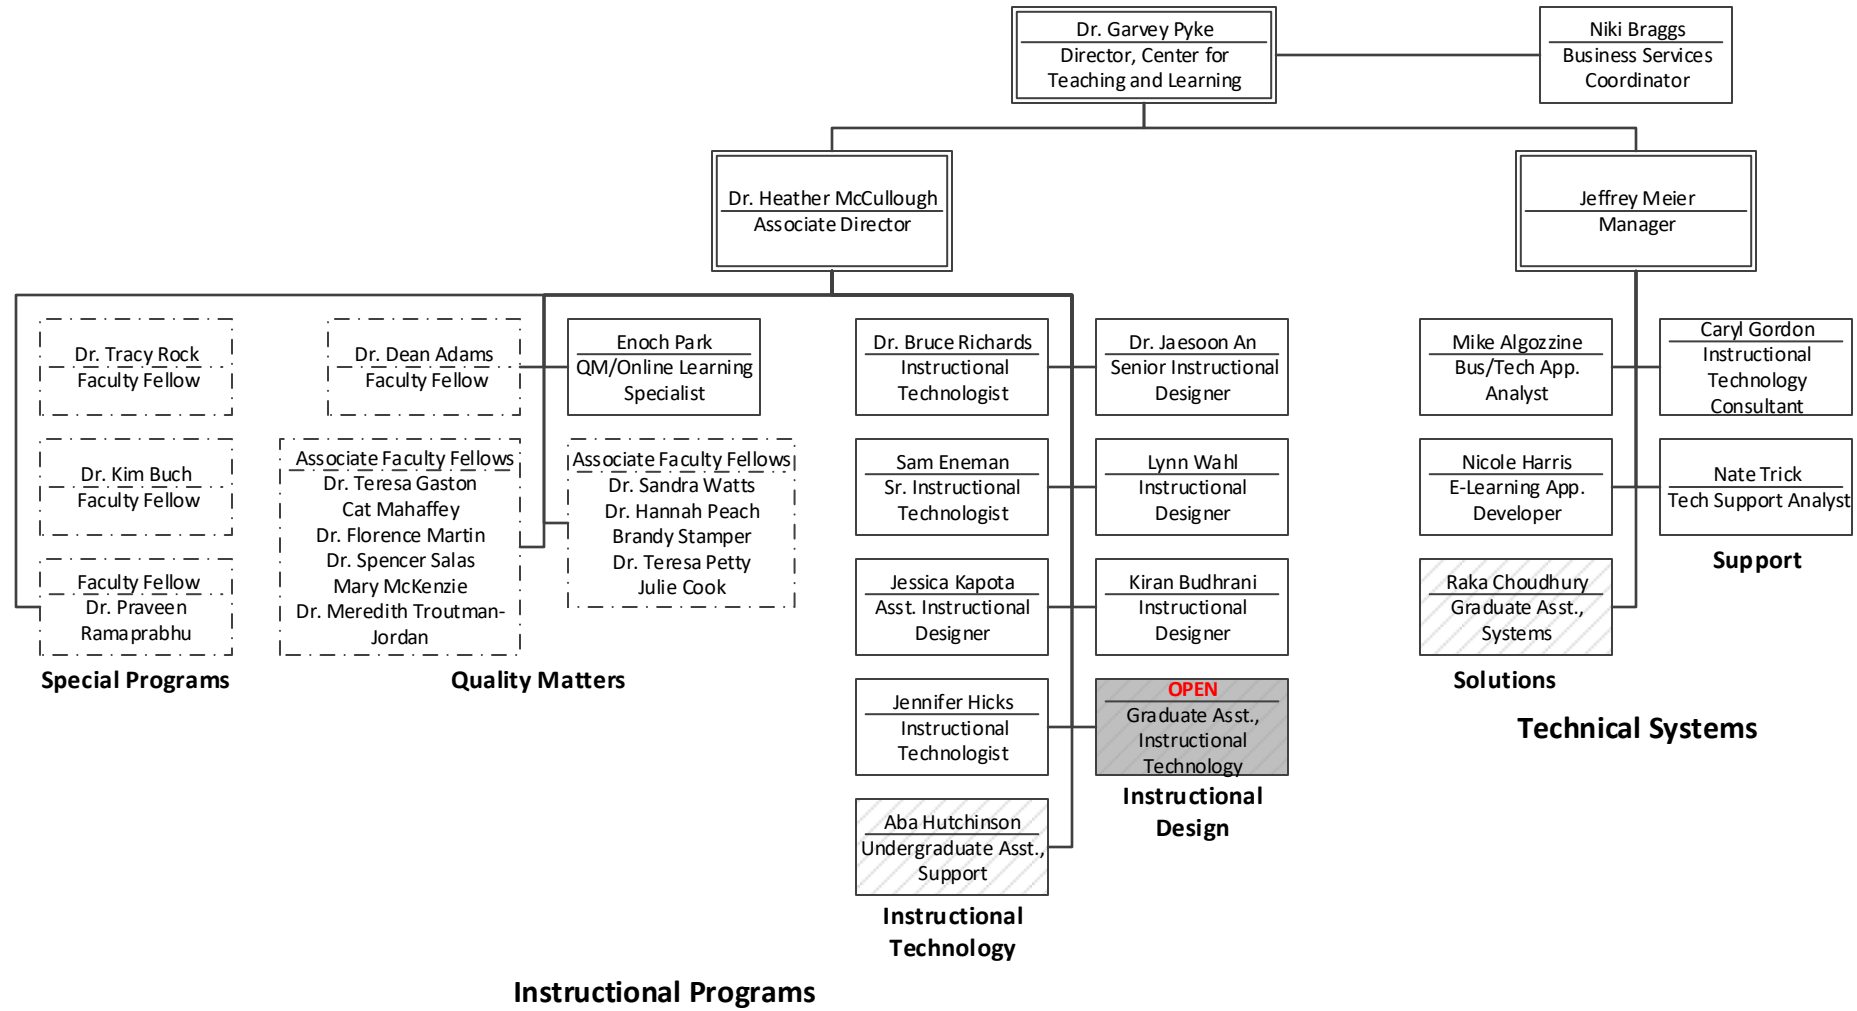 Dr. Garvey Pyke
Director, Center for
Teaching and Learning
Niki Braggs
Business Services
Coordinator
Dr. Heather McCullough
Associate Director
Jeffrey Meier
Manager
Dr. Tracy Rock
Faculty Fellow
Dr. Kim Buch
Faculty Fellow
Faculty Fellow
Dr. Praveen
Ramaprabhu
Special Programs
Dr. Dean Adams
Faculty Fellow
Enoch Park
QM/Online Learning
Specialist
Associate Faculty Fellows
Dr. Teresa Gaston
Cat Mahaffey
Dr. Florence Martin
Dr. Spencer Salas
Mary McKenzie
Dr. Meredith Troutman-
Jordan
Associate Faculty Fellows
Dr. Sandra Watts
Dr. Hannah Peach
Brandy Stamper
Dr. Teresa Petty
Julie Cook
Quality Matters
Dr. Bruce Richards
Instructional
Technologist
Sam Eneman
Sr. Instructional
Technologist
Jessica Kapota
Asst. Instructional
Designer
Jennifer Hicks
Instructional
Technologist
Aba Hutchinson
Undergraduate Asst.,
Support
Instructional
Technology
Dr. Jaesoon An
Senior Instructional
Designer
Lynn Wahl
Instructional
Designer
Kiran Budhrani
Instructional
Designer
OPEN
Graduate Asst.,
Instructional
Technology
Instructional
Design
Instructional Programs
Mike Algozzine
Bus/Tech App.
Analyst
Nicole Harris
E-Learning App.
Developer
Raka Choudhury
Graduate Asst.,
Systems
Solutions
Caryl Gordon
Instructional
Technology
Consultant
Nate Trick
Tech Support Analyst
Support
Technical Systems